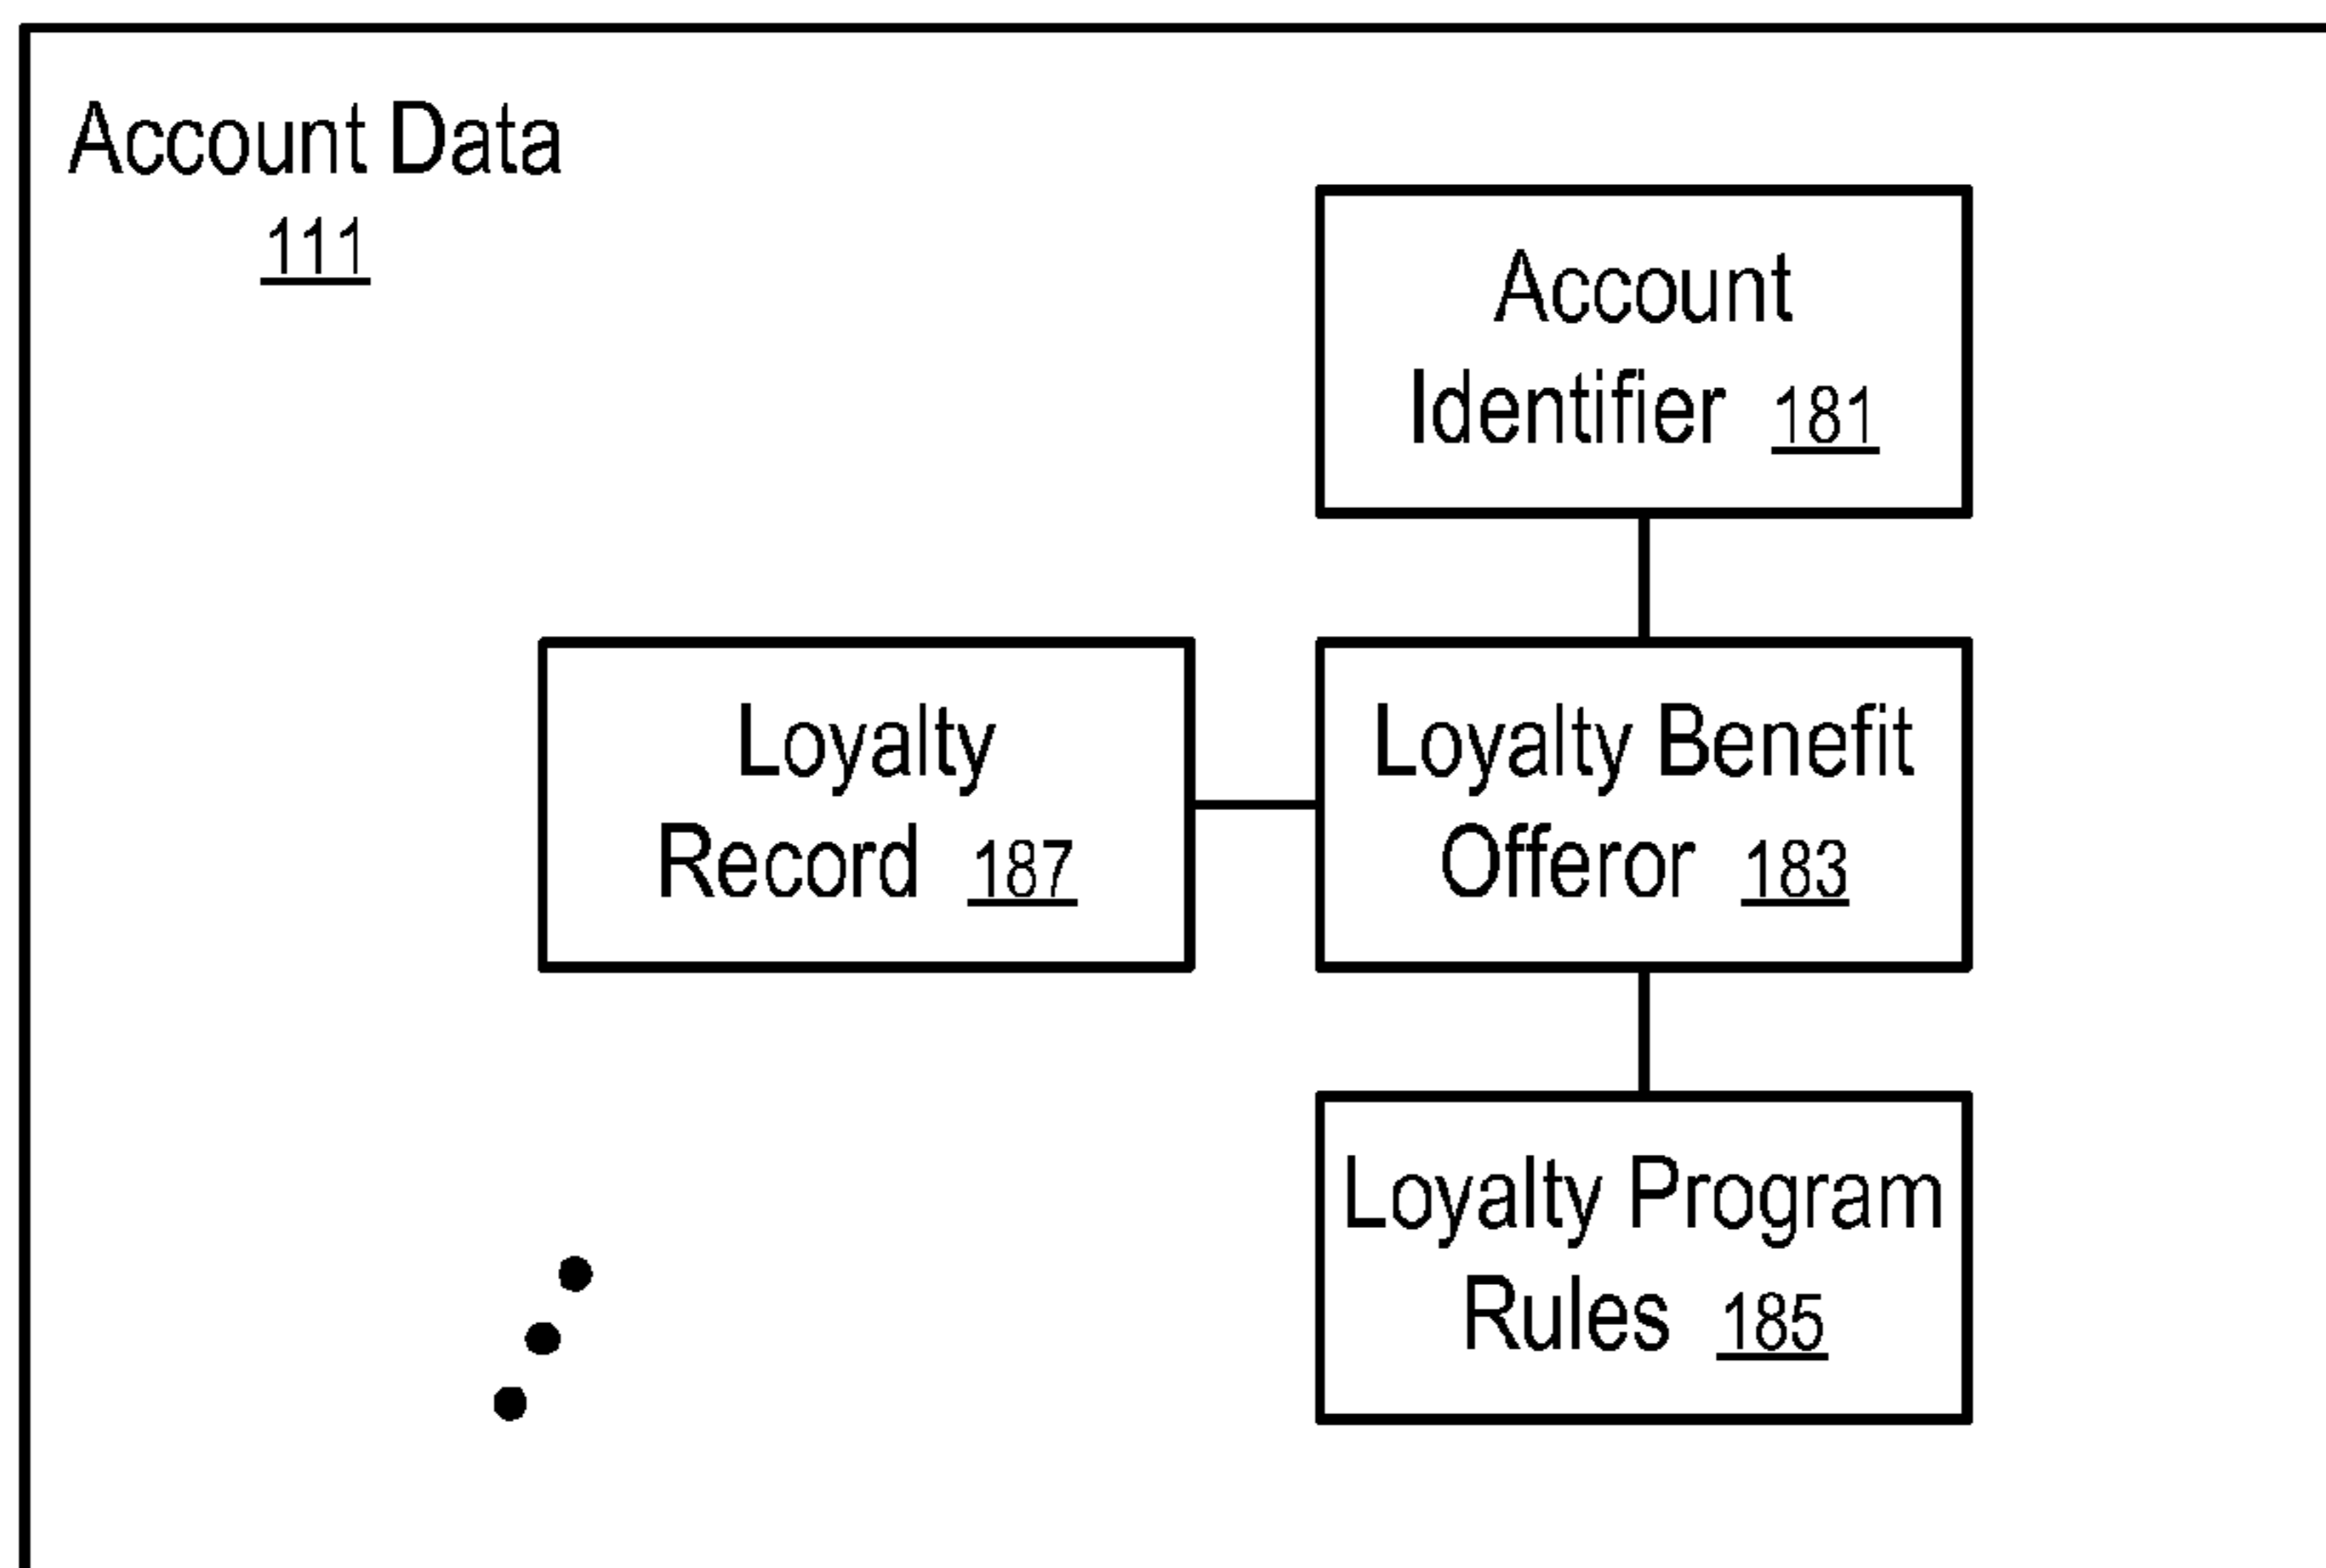 Account Data
111
Account
Identifier 181
Loyalty
Record 187
Loyalty Benefit
Offeror 183
Loyalty Program
Rules 185